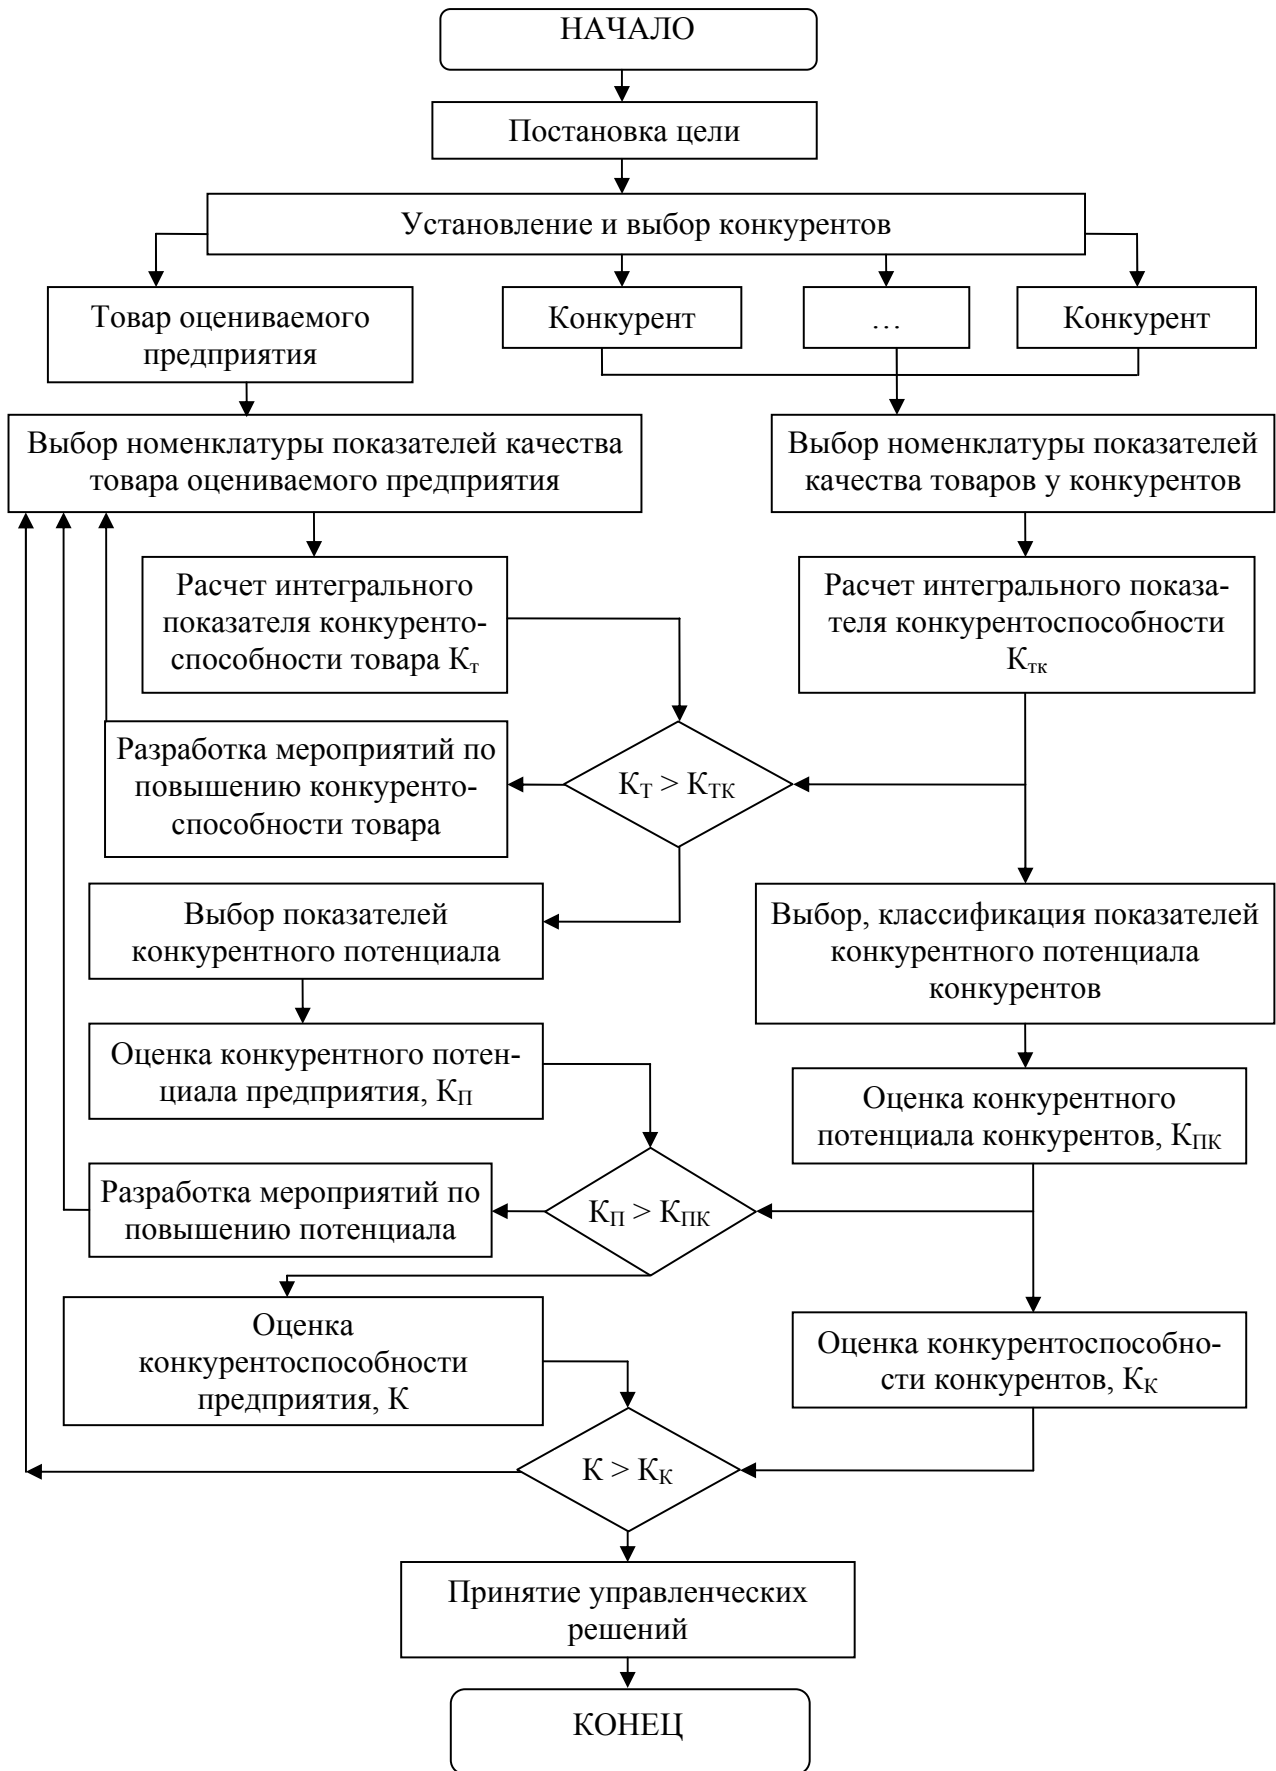 НАЧАЛО
Постановка цели
Установление и выбор конкурентов
Товар оцениваемого
предприятия
Конкурент
...
Конкурент
Выбор номенклатуры показателей качества
товара оцениваемого предприятия
Выбор номенклатуры показателей
качества товаров у конкурентов
Расчет интегрального
показателя конкуренто-
способности товара Кт
Расчет интегрального показа-
теля конкурентоспособности
Ктк
Разработка мероприятий по
повышению конкуренто-
способности товара
КТ > КТК
Выбор показателей
конкурентного потенциала
Выбор, классификация показателей
конкурентного потенциала
конкурентов
Оценка конкурентного потен-
циала предприятия, КП
Оценка конкурентного
потенциала конкурентов, КПК
Разработка мероприятий по
повышению потенциала
КП > КПК
Оценка
конкурентоспособности
предприятия, К
Оценка конкурентоспособно-
сти конкурентов, КК
К > КК
Принятие управленческих
решений
КОНЕЦ